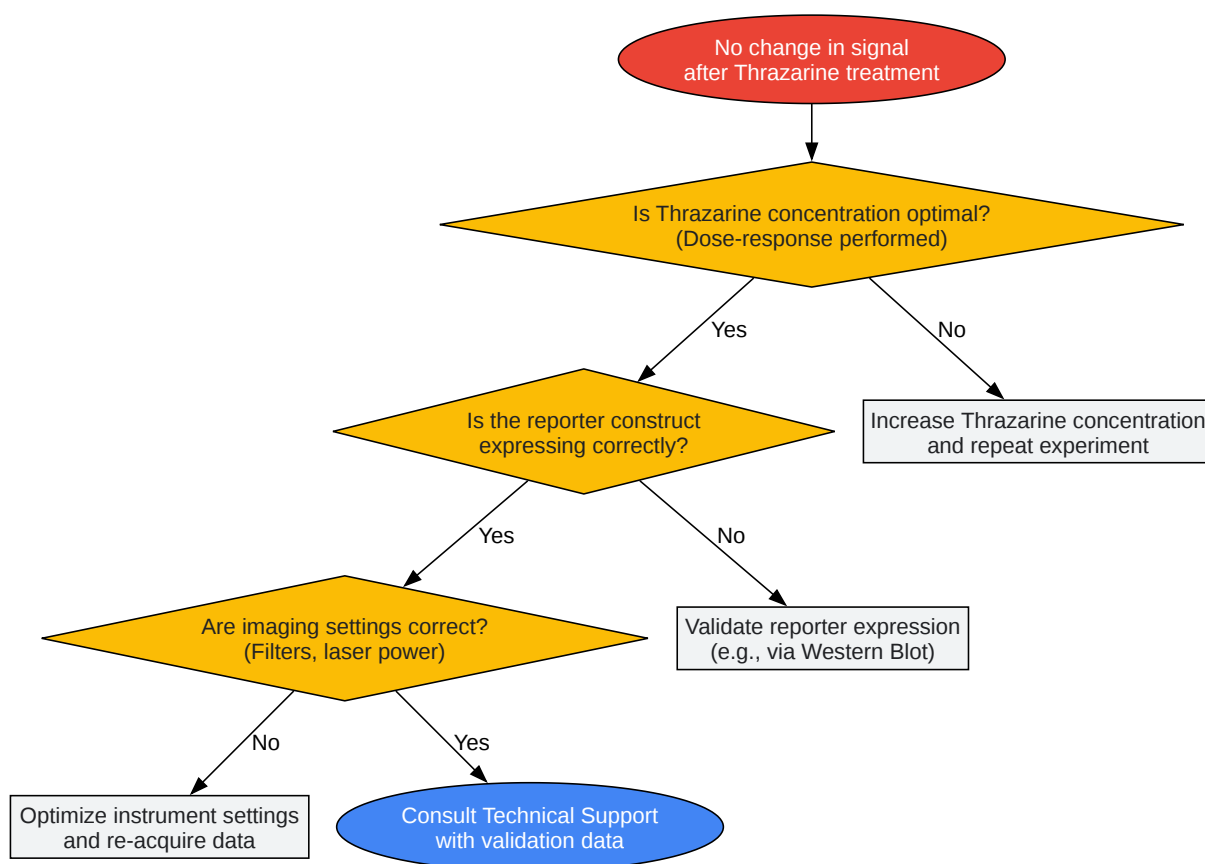 No change in signal
after Thrazarine treatment
Is Thrazarine concentration optimal?
(Dose-response performed)
Yes
No
Is the reporter construct
expressing correctly?
Increase Thrazarine concentration
and repeat experiment
Yes
No
Are imaging settings correct?
(Filters, laser power)
Validate reporter expression
(e.g., via Western Blot)
No
Yes
Optimize instrument settings
and re-acquire data
Consult Technical Support
with validation data